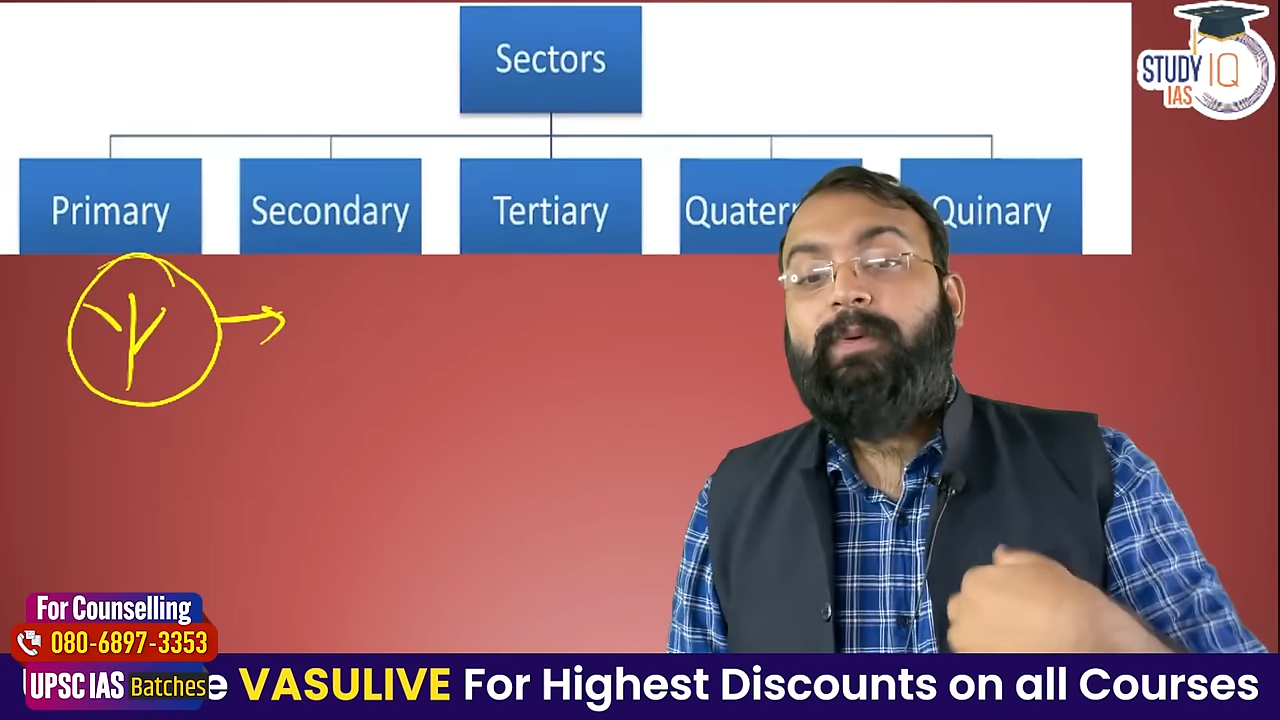 Sectors
STUDY IQ
IAS
Primary
Secondary
Tertiary
Quinary
For Counselling
080-6897-3353
UPSC IAS Batches
VASULIVE For Highest Discounts on all Courses